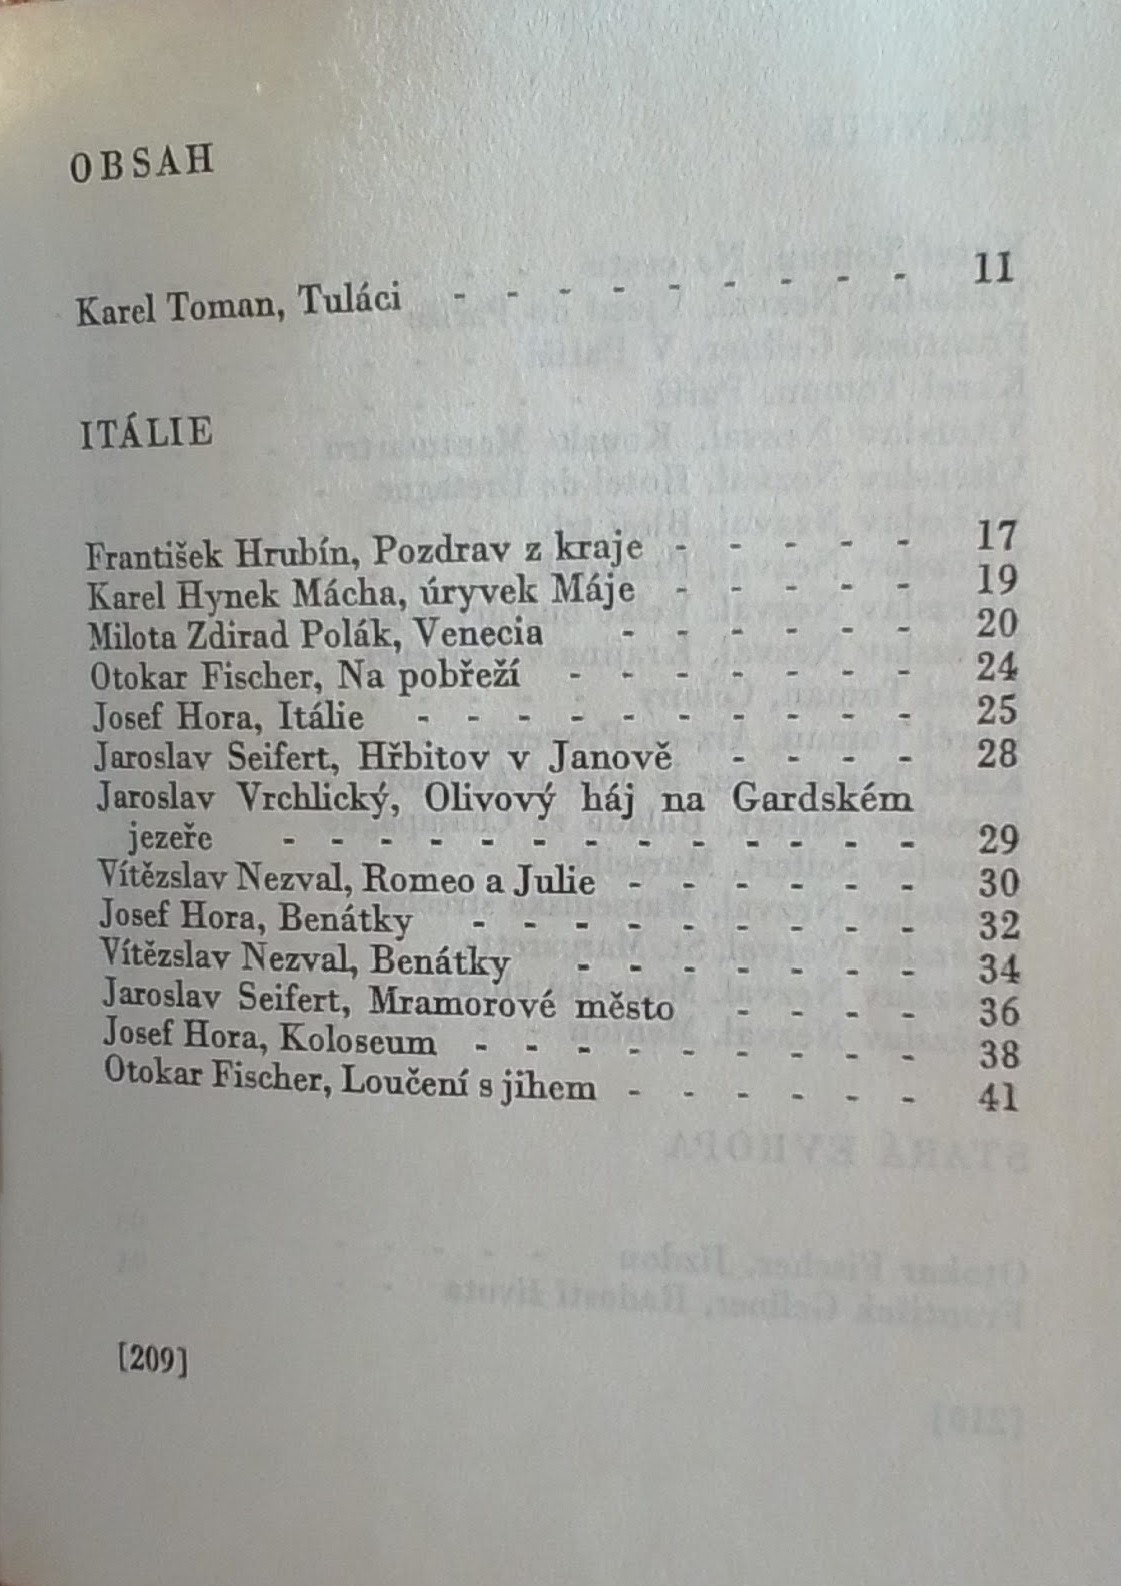 OBSAH
Karel Toman, Tuláci - - - - - - - - - 11
ITÁLIE
František Hrubín, Pozdrav z kraje - - - - - 17
Karel Hynek Mácha, úryvek Máje - - - - - 19
Milota Zdirad Polák, Venecia - - - - - - 20
Otokar Fischer, Na pobřeží - - - - - - - 24
Josef Hora, Itálie - - - - - - - - - - 25
Jaroslav Seifert, Hřbitov v Janově - - - - 28
Jaroslav Vrchlický, Olivový háj na Gardském
jezeře - - - - - - - - - - - - - 29
Vítězslav Nezval, Romeo a Julie - - - - - - 30
Josef Hora, Benátky - - - - - - - - - 32
Vítězslav Nezval, Benátky - - - - - - - 34
Jaroslav Seifert, Mramorové město - - - - 36
Josef Hora, Koloseum - - - - - - - - - 38
Otokar Fischer, Loučení s jihem - - - - - - 41
[209]